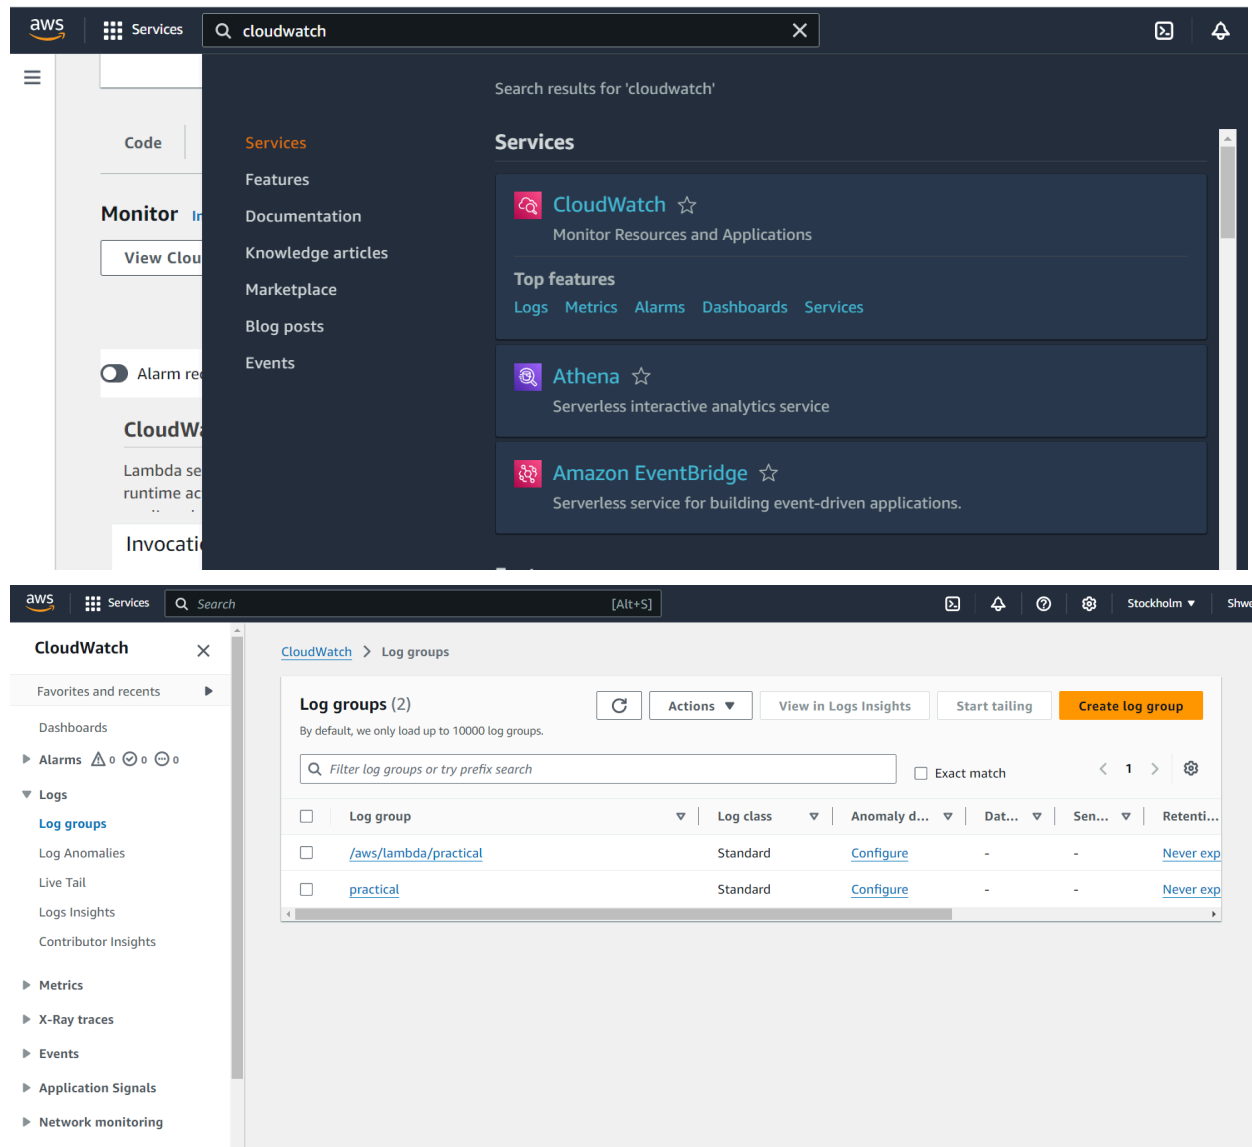 aws
Services
cloudwatch
Search results for 'cloudwatch'
Code
Services
Features
Documentation
Knowledge articles
Marketplace
Blog posts
Events
Services
CloudWatch
Monitor Resources and Applications
Top features
Logs Metrics Alarms Dashboards Services
Athena
Serverless interactive analytics service
Amazon EventBridge
Serverless service for building event-driven applications.
Monitor In
View Clou
Alarm rec
CloudWa
Lambda se
runtime ac
Invocati
aws
Services
Search [Alt+S]
Stockholm
Shwe
CloudWatch
Favorites and recents
Dashboards
Alarms 0 0 0
Logs
Log groups
Log Anomalies
Live Tail
Logs Insights
Contributor Insights
Metrics
X-Ray traces
Events
Application Signals
Network monitoring
CloudWatch > Log groups
Log groups (2)
By default, we only load up to 10000 log groups.
Actions
View in Logs Insights
Start tailing
Create log group
Filter log groups or try prefix search
Exact match
1
Log group Log class Anomaly d... Dat... Sen... Retenti...
/aws/lambda/practical Standard Configure - - Never exp
practical Standard Configure - - Never exp